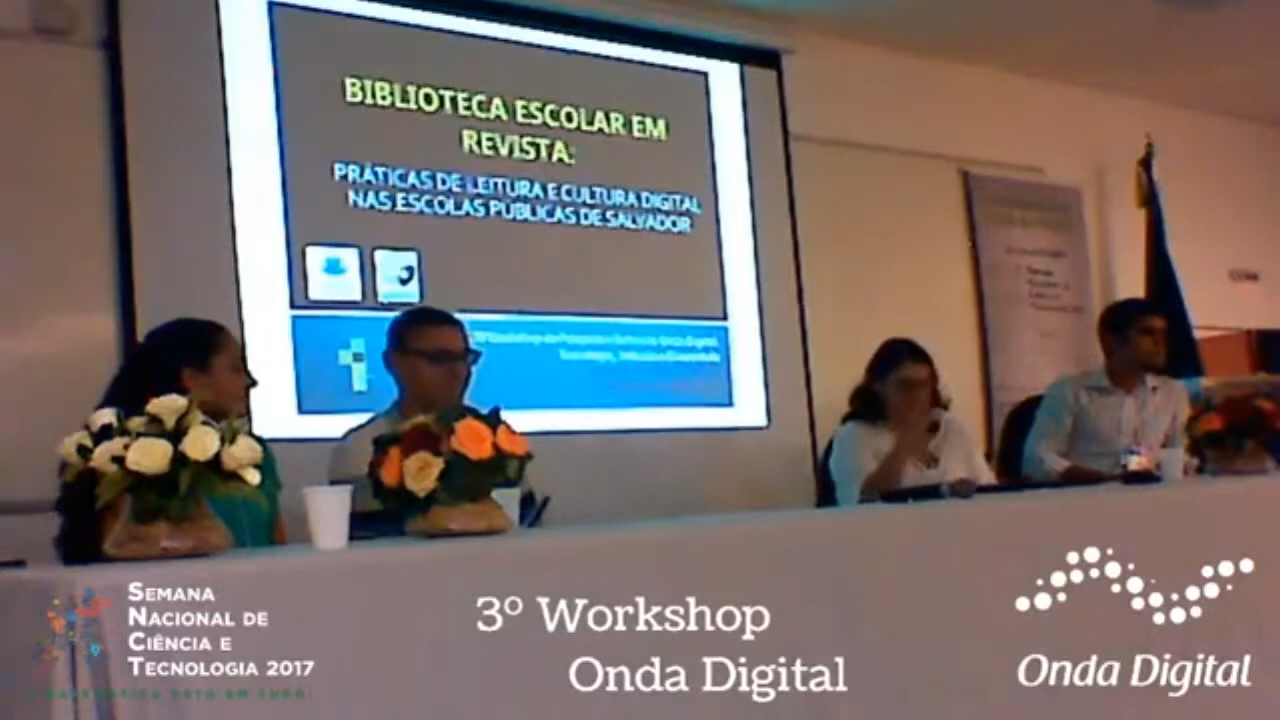 BIBLIOTECA ESCOLAR EM
REVISTA:
PRÁTICAS DE LEITURA E CULTURA DIGITAL
NAS ESCOLAS PÚBLICAS DE SALVADOR
SEMANA
NACIONAL DE
CIÊNCIA E
TECNOLOGIA 2017
3º Workshop
Onda Digital
Onda Digital